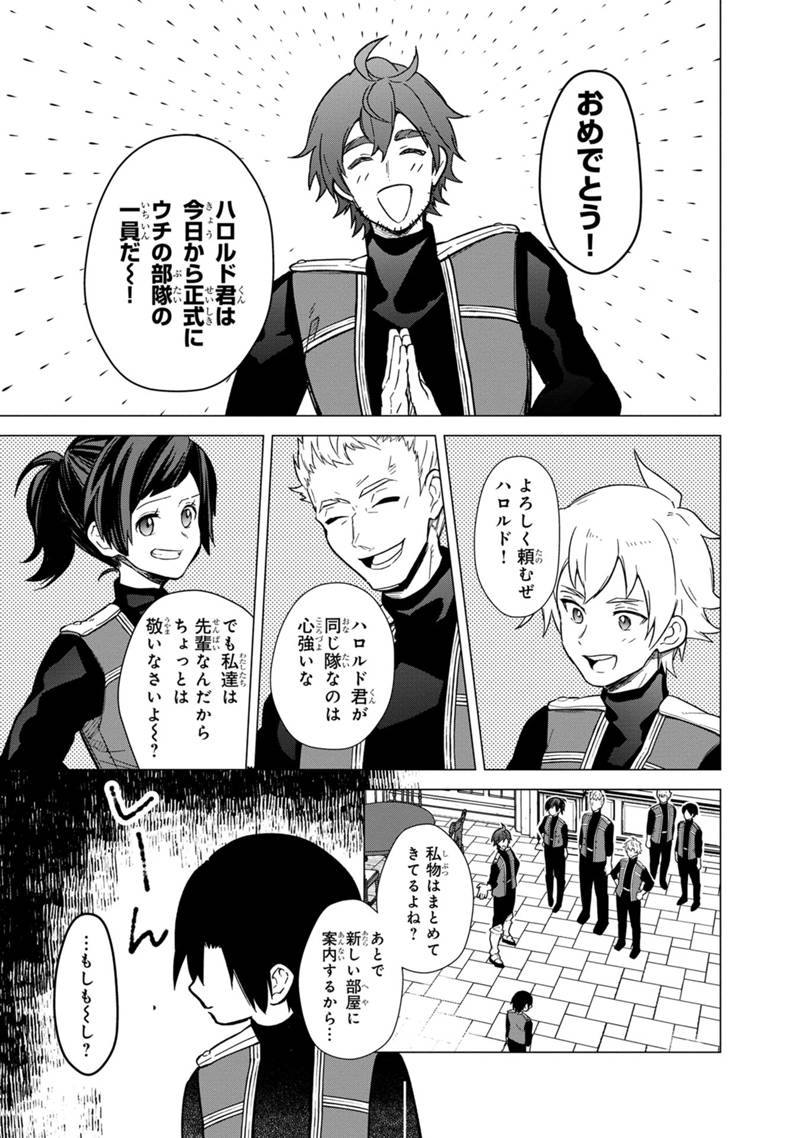 おめでとう！
ハロルド君は
今日から正式に
ウチの部隊の
一員だ〜！
よろしく頼むぜ
ハロルド！
ハロルド君が
同じ隊なのは
心強いな
でも私達は
先輩なんだから
ちょっとは
敬いなさいよ〜？
私物はまとめて
きてるよね？
あとで
新しい部屋に
案内するから…
しーん
…もしも〜し？